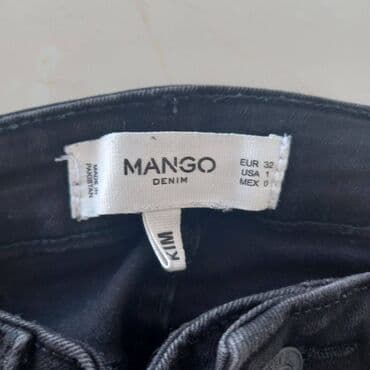 MADE IN
PAKISTAN
MANGO
DENIM
EUR 32
USA 1
MEX 0
KIM